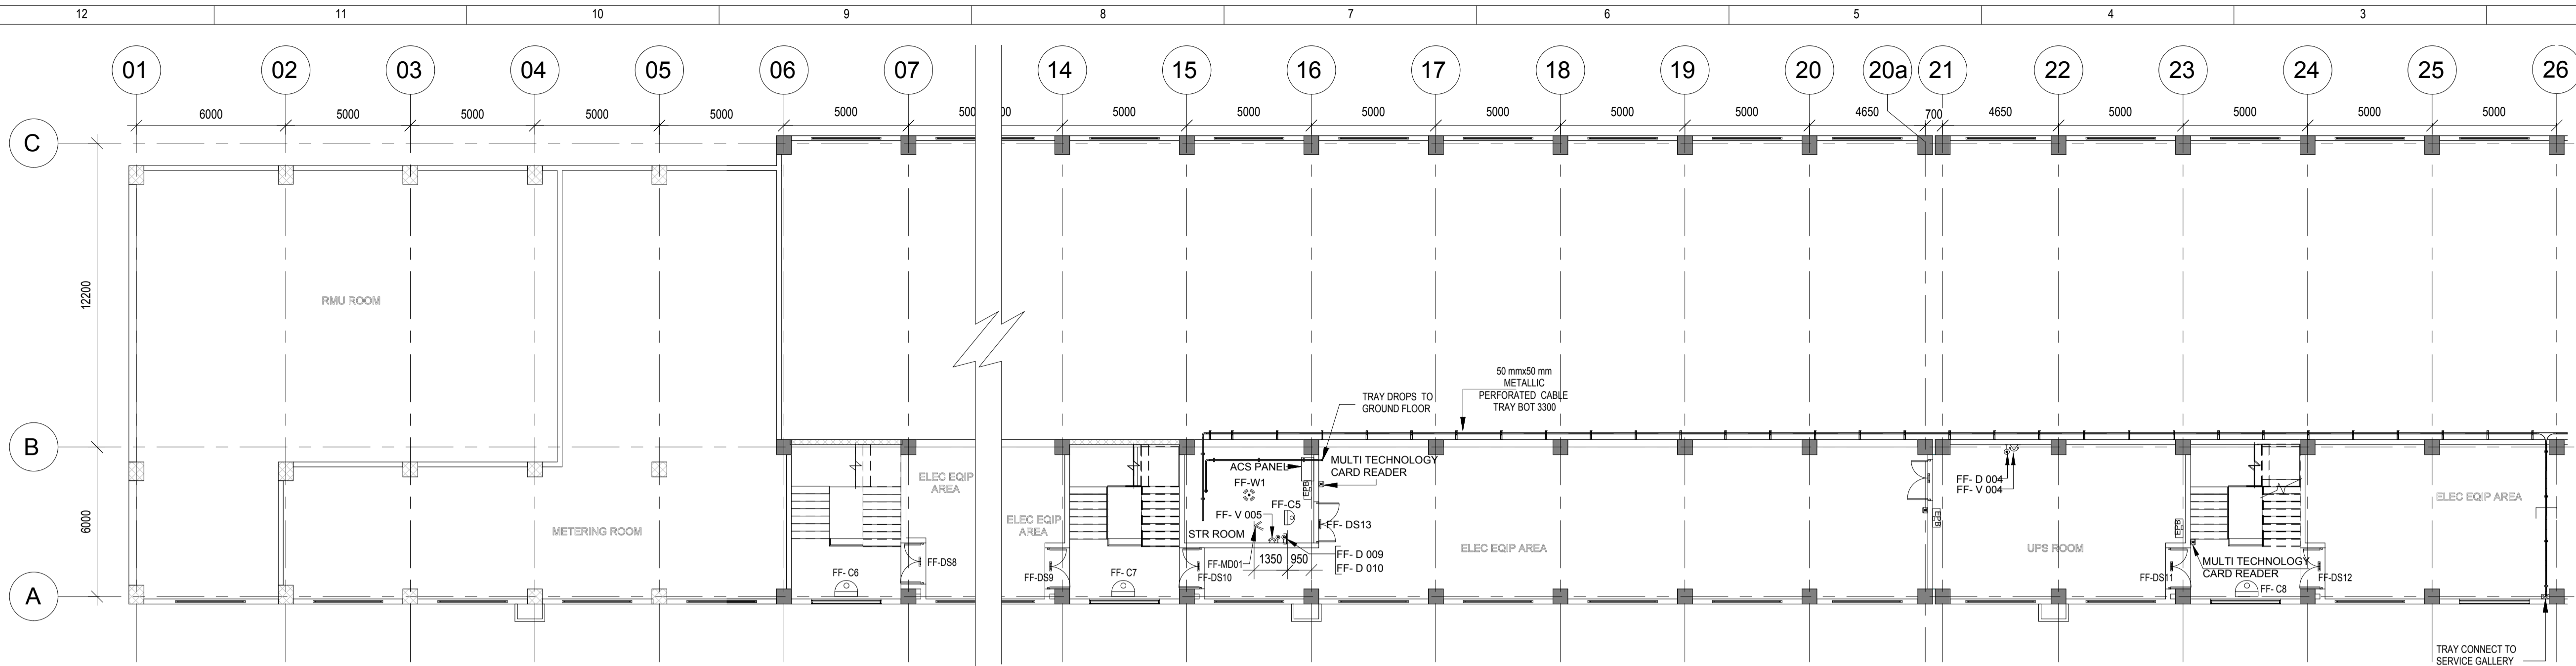 12 11 10 9 8 7 6 5 4 3
01 02 03 04 05 06 07 14 15 16 17 18 19 20 20a 21 22 23 24 25 26
6000 5000 5000 5000 5000 5000 5000 5000 5000 5000 5000 5000 5000 4650 700 4650 5000 5000 5000 5000
C
12200
RMU ROOM
50 mmx50 mm
METALLIC
PERFORATED CABLE
TRAY BOT 3300
TRAY DROPS TO
GROUND FLOOR
B
6000
METERING ROOM
ELEC EQIP
AREA
ELEC EQIP
AREA
ACS PANEL
MULTI TECHNOLOGY
CARD READER
FF-W1
EPB
FF-C5
FF- V 005
FF- DS13
STR ROOM
1350 950
FF- D 009
FF- D 010
FF-MD01
FF-DS8
FF-DS9
FF-DS10
FF- C6
FF- C7
ELEC EQIP AREA
EPB
FF- D 004
FF- V 004
UPS ROOM
EPB
MULTI TECHNOLOGY
CARD READER
FF-DS11
FF-DS12
FF- C8
ELEC EQIP AREA
A
TRAY CONNECT TO
SERVICE GALLERY